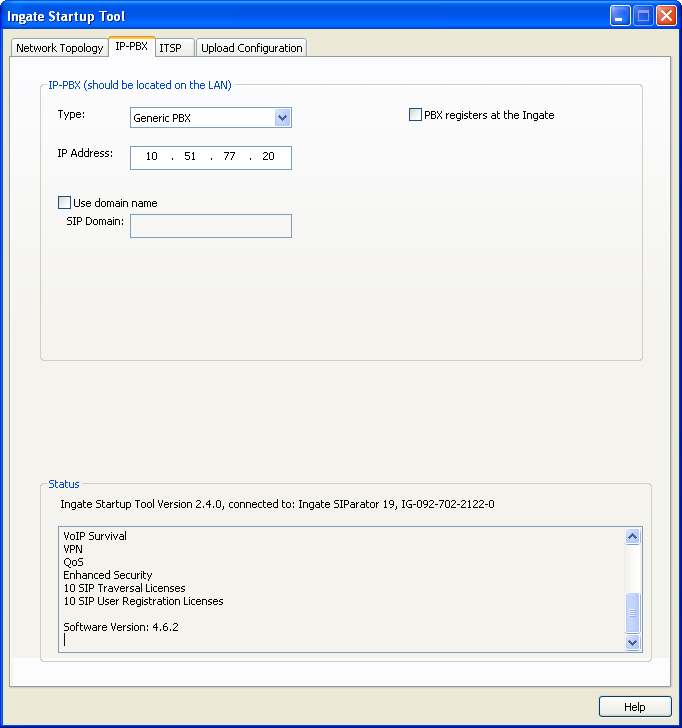 Ingate Startup Tool
Network Topology IP-PBX ITSP Upload Configuration
IP-PBX (should be located on the LAN)
Type: Generic PBX PBX registers at the Ingate
IP Address: 10 . 51 . 77 . 20
Use domain name
SIP Domain:
Status
Ingate Startup Tool Version 2.4.0, connected to: Ingate SIParator 19, IG-092-702-2122-0
VoIP Survival
VPN
QoS
Enhanced Security
10 SIP Traversal Licenses
10 SIP User Registration Licenses
Software Version: 4.6.2
Help